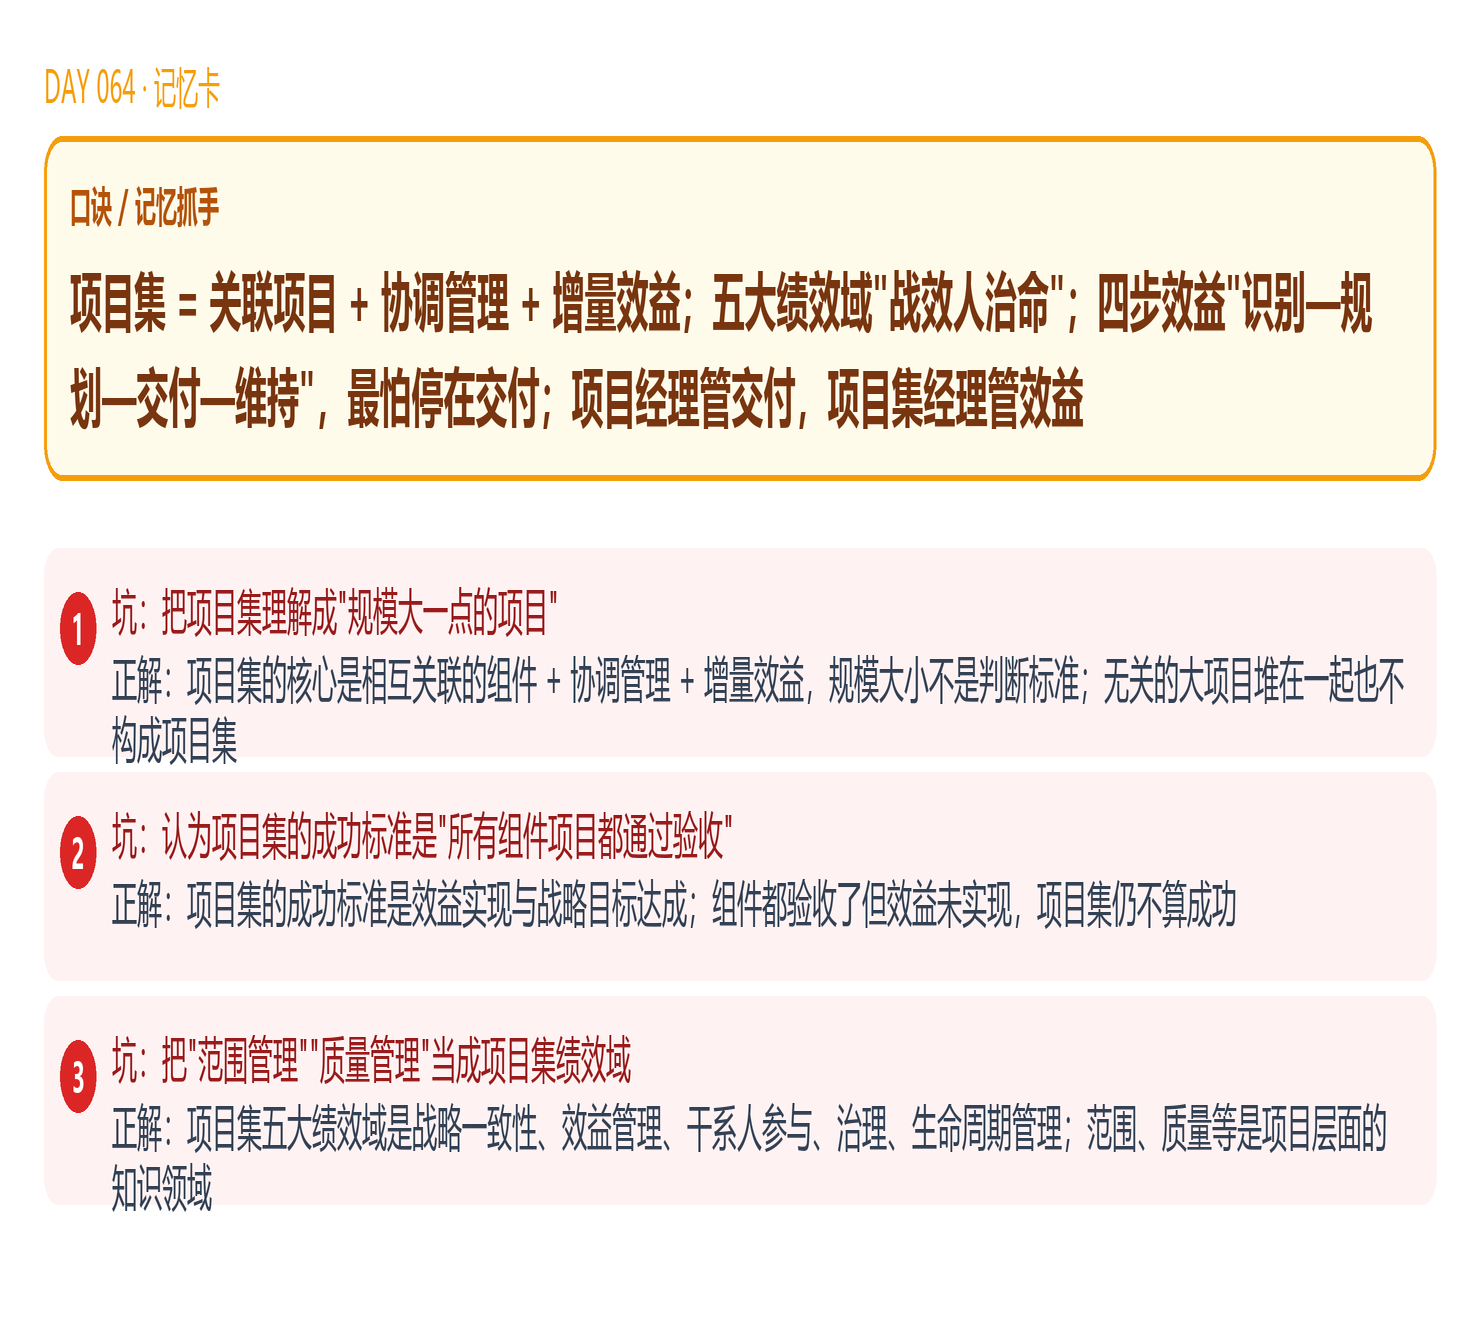 DAY 064 · 记忆卡
口诀 / 记忆抓手
项目集 = 关联项目 + 协调管理 + 增量效益；五大绩效域"战效人治命"；四步效益"识别—规
划—交付—维持"，最怕停在交付；项目经理管交付，项目集经理管效益
1
坑：把项目集理解成"规模大一点的项目"
正解：项目集的核心是相互关联的组件 + 协调管理 + 增量效益，规模大小不是判断标准；无关的大项目堆在一起也不
构成项目集
2
坑：认为项目集的成功标准是"所有组件项目都通过验收"
正解：项目集的成功标准是效益实现与战略目标达成；组件都验收了但效益未实现，项目集仍不算成功
3
坑：把"范围管理""质量管理"当成项目集绩效域
正解：项目集五大绩效域是战略一致性、效益管理、干系人参与、治理、生命周期管理；范围、质量等是项目层面的
知识领域